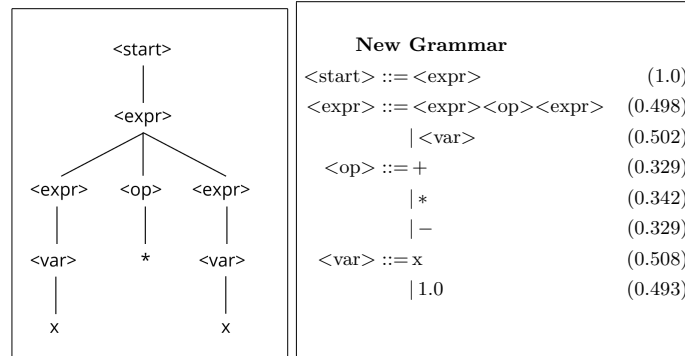 <start>
<expr>
<expr> <op> <expr>
<var> * <var>
x x
New Grammar
<start> ::= <expr> (1.0)
<expr> ::= <expr><op><expr> (0.498)
| <var> (0.502)
<op> ::= + (0.329)
| * (0.342)
| − (0.329)
<var> ::= x (0.508)
| 1.0 (0.493)